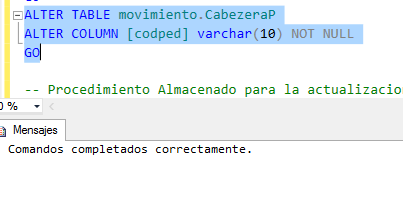 ALTER TABLE movimiento.CabezeraP
ALTER COLUMN [codped] varchar(10) NOT NULL
GO
-- Procedimiento Almacenado para la actualizacio
0 %
Mensajes
Comandos completados correctamente.